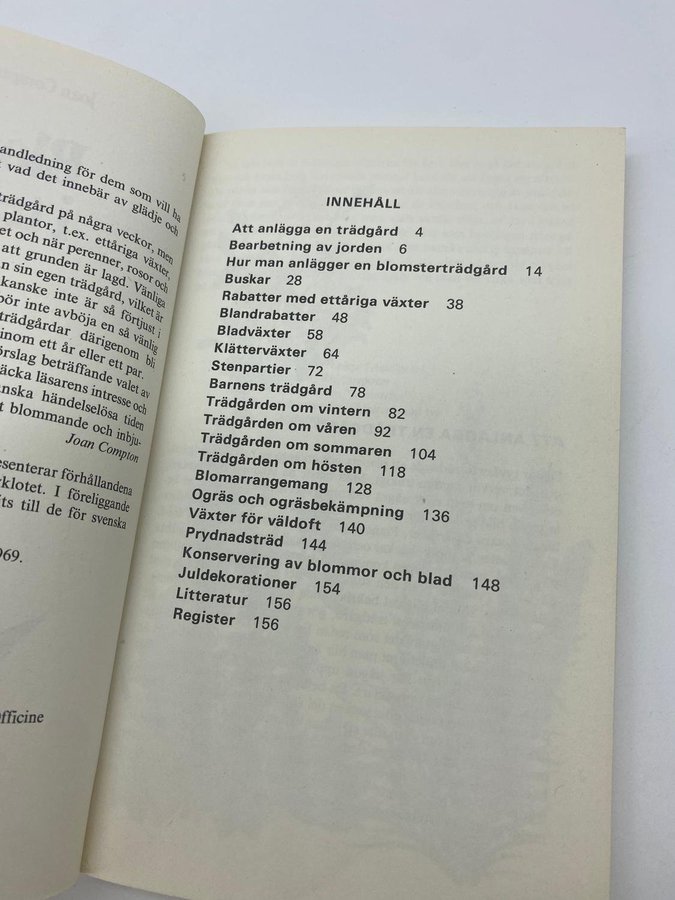 andledning för dem som vill ha
vad det innebär av glädje och
trädgård på några veckor, men
plantor, t.ex. ettåriga växter,
et och när perenner, rosor och
att grunden är lagd. Vänliga
n sin egen trädgård, vilket är
kanske inte är så förtjust i
bör inte avböja en så vänlig
trädgårdar därigenom bli
inom ett år eller ett par.
örslag beträffande valet av
äcka läsarens intresse och
anska händelselösa tiden
t blommande och inbju-
Joan Compton
esenterar förhållandena
rklotet. I föreliggande
its till de för svenska
969.
fficine
INNEHÅLL
Att anlägga en trädgård 4
Bearbetning av jorden 6
Hur man anlägger en blomsterträdgård 14
Buskar 28
Rabatter med ettåriga växter 38
Blandrabatter 48
Bladväxter 58
Klätterväxter 64
Stenpartier 72
Barnens trädgård 78
Trädgården om vintern 82
Trädgården om våren 92
Trädgården om sommaren 104
Trädgården om hösten 118
Blomarrangemang 128
Ogräs och ogräsbekämpning 136
Växter för väldoft 140
Prydnadsträd 144
Konservering av blommor och blad 148
Juldekorationer 154
Litteratur 156
Register 156